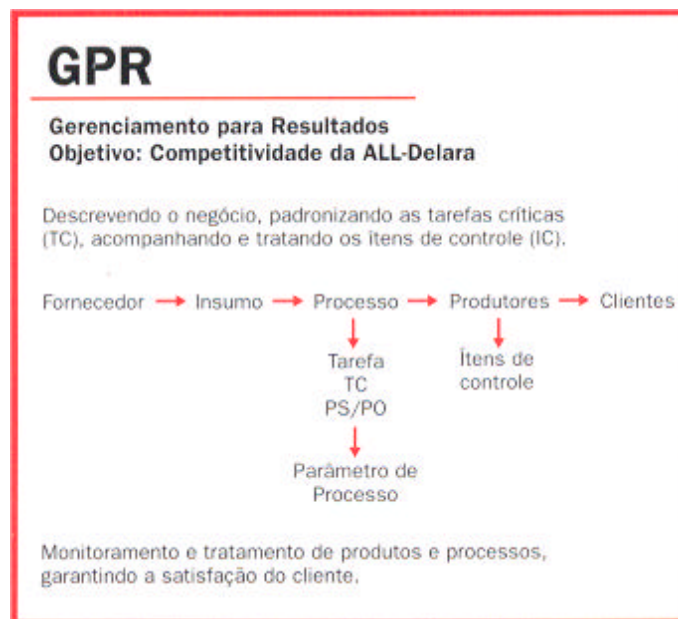 GPR
Gerenciamento para Resultados
Objetivo: Competitividade da ALL-Delara
Descrevendo o negócio, padronizando as tarefas críticas
(TC), acompanhando e tratando os ítens de controle (IC).
Fornecedor → Insumo → Processo → Produtores → Clientes
Tarefa
TC
PS/PO
Ítens de
controle
Parâmetro de
Processo
Monitoramento e tratamento de produtos e processos,
garantindo a satisfação do cliente.